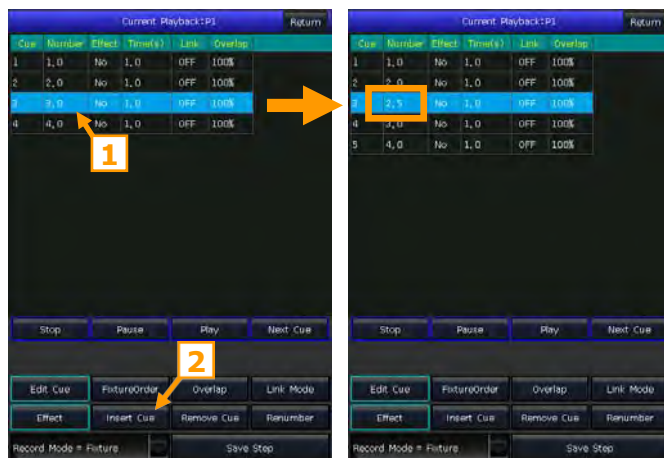 Current Playback:P1 Return
Cue Number Effect Time(s) Link Overlap
1 1.0 No 1.0 OFF 100%
2 2.0 No 1.0 OFF 100%
3 3.0 No 1.0 OFF 100%
4 4.0 No 1.0 OFF 100%
1
Stop Pause Play Next Cue
2
Edit Cue FixtureOrder Overlap Link Mode
Effect Insert Cue Remove Cue Renumber
Record Mode = Fixture Save Step
Current Playback:P1 Return
Cue Number Effect Time(s) Link Overlap
1 1.0 No 1.0 OFF 100%
2 2.0 No 1.0 OFF 100%
3 2.5 No 1.0 OFF 100%
4 3.0 No 1.0 OFF 100%
5 4.0 No 1.0 OFF 100%
Stop Pause Play Next Cue
Edit Cue FixtureOrder Overlap Link Mode
Effect Insert Cue Remove Cue Renumber
Record Mode = Fixture Save Step